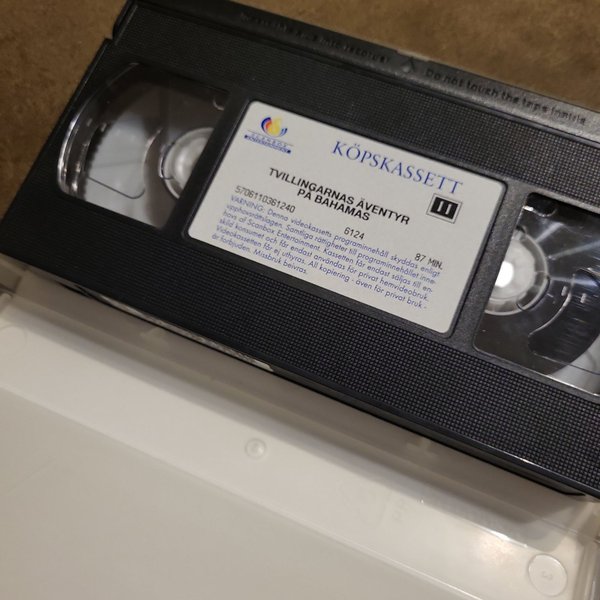 Do not touch the tape inside
SCANBOX
KÖPSKASSETT
TVILLINGARNAS ÄVENTYR
PÅ BAHAMAS
11
5706110361240
6124
87 MIN.
VARNING: Denna videokassetts programinnehåll skyddas enligt
upphovsrättslagen. Samtliga rättigheter till programinnehållet inne-
havs av Scanbox Entertainment. Kassetten får endast säljas till en-
skild konsument och får endast användas för privat hemvideobruk.
Videokassetten får ej uthyras. All kopiering - även för privat bruk -
är förbjuden. Missbruk beivras.